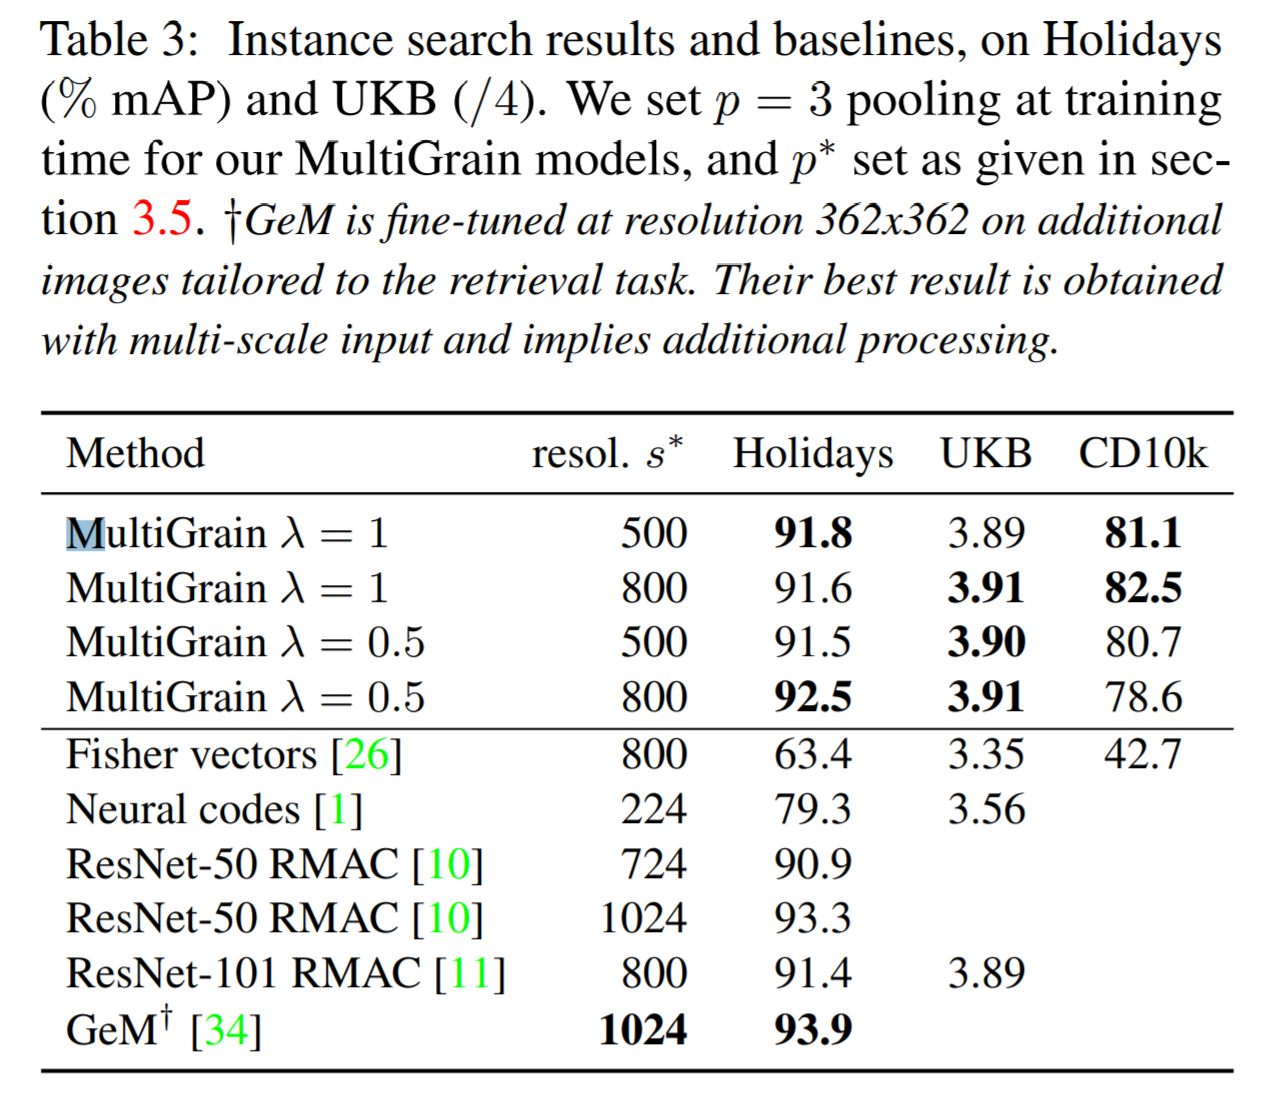 Table 3: Instance search results and baselines, on Holidays
(% mAP) and UKB (/4). We set p = 3 pooling at training
time for our MultiGrain models, and p* set as given in sec-
tion 3.5. †GeM is fine-tuned at resolution 362x362 on additional
images tailored to the retrieval task. Their best result is obtained
with multi-scale input and implies additional processing.
Method resol. s* Holidays UKB CD10k
MultiGrain λ = 1 500 91.8 3.89 81.1
MultiGrain λ = 1 800 91.6 3.91 82.5
MultiGrain λ = 0.5 500 91.5 3.90 80.7
MultiGrain λ = 0.5 800 92.5 3.91 78.6
Fisher vectors [26] 800 63.4 3.35 42.7
Neural codes [1] 224 79.3 3.56
ResNet-50 RMAC [10] 724 90.9
ResNet-50 RMAC [10] 1024 93.3
ResNet-101 RMAC [11] 800 91.4 3.89
GeM† [34] 1024 93.9